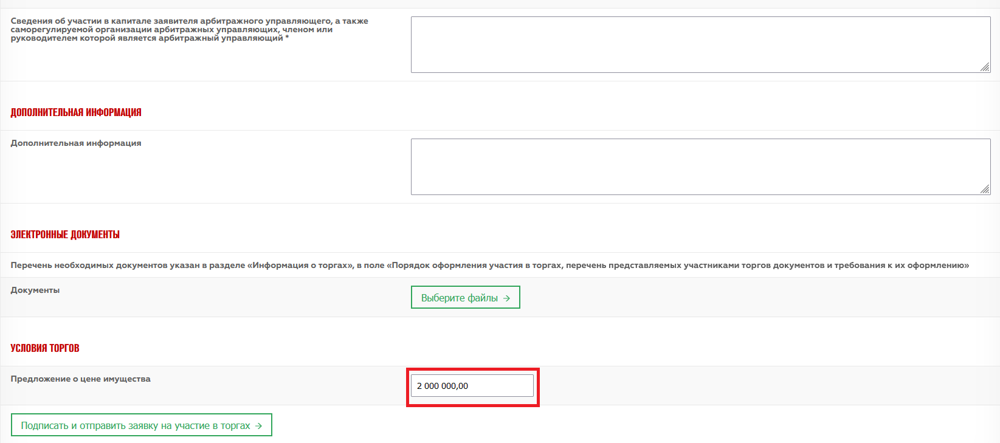 Сведения об участии в капитале заявителя арбитражного управляющего, а также
саморегулируемой организации арбитражных управляющих, членом или
руководителем которой является арбитражный управляющий *
ДОПОЛНИТЕЛЬНАЯ ИНФОРМАЦИЯ
Дополнительная информация
ЭЛЕКТРОННЫЕ ДОКУМЕНТЫ
Перечень необходимых документов указан в разделе «Информация о торгах», в поле «Порядок оформления участия в торгах, перечень представляемых участниками торгов документов и требования к их оформлению»
Документы
Выберите файлы →
УСЛОВИЯ ТОРГОВ
Предложение о цене имущества
2 000 000,00
Подписать и отправить заявку на участие в торгах →